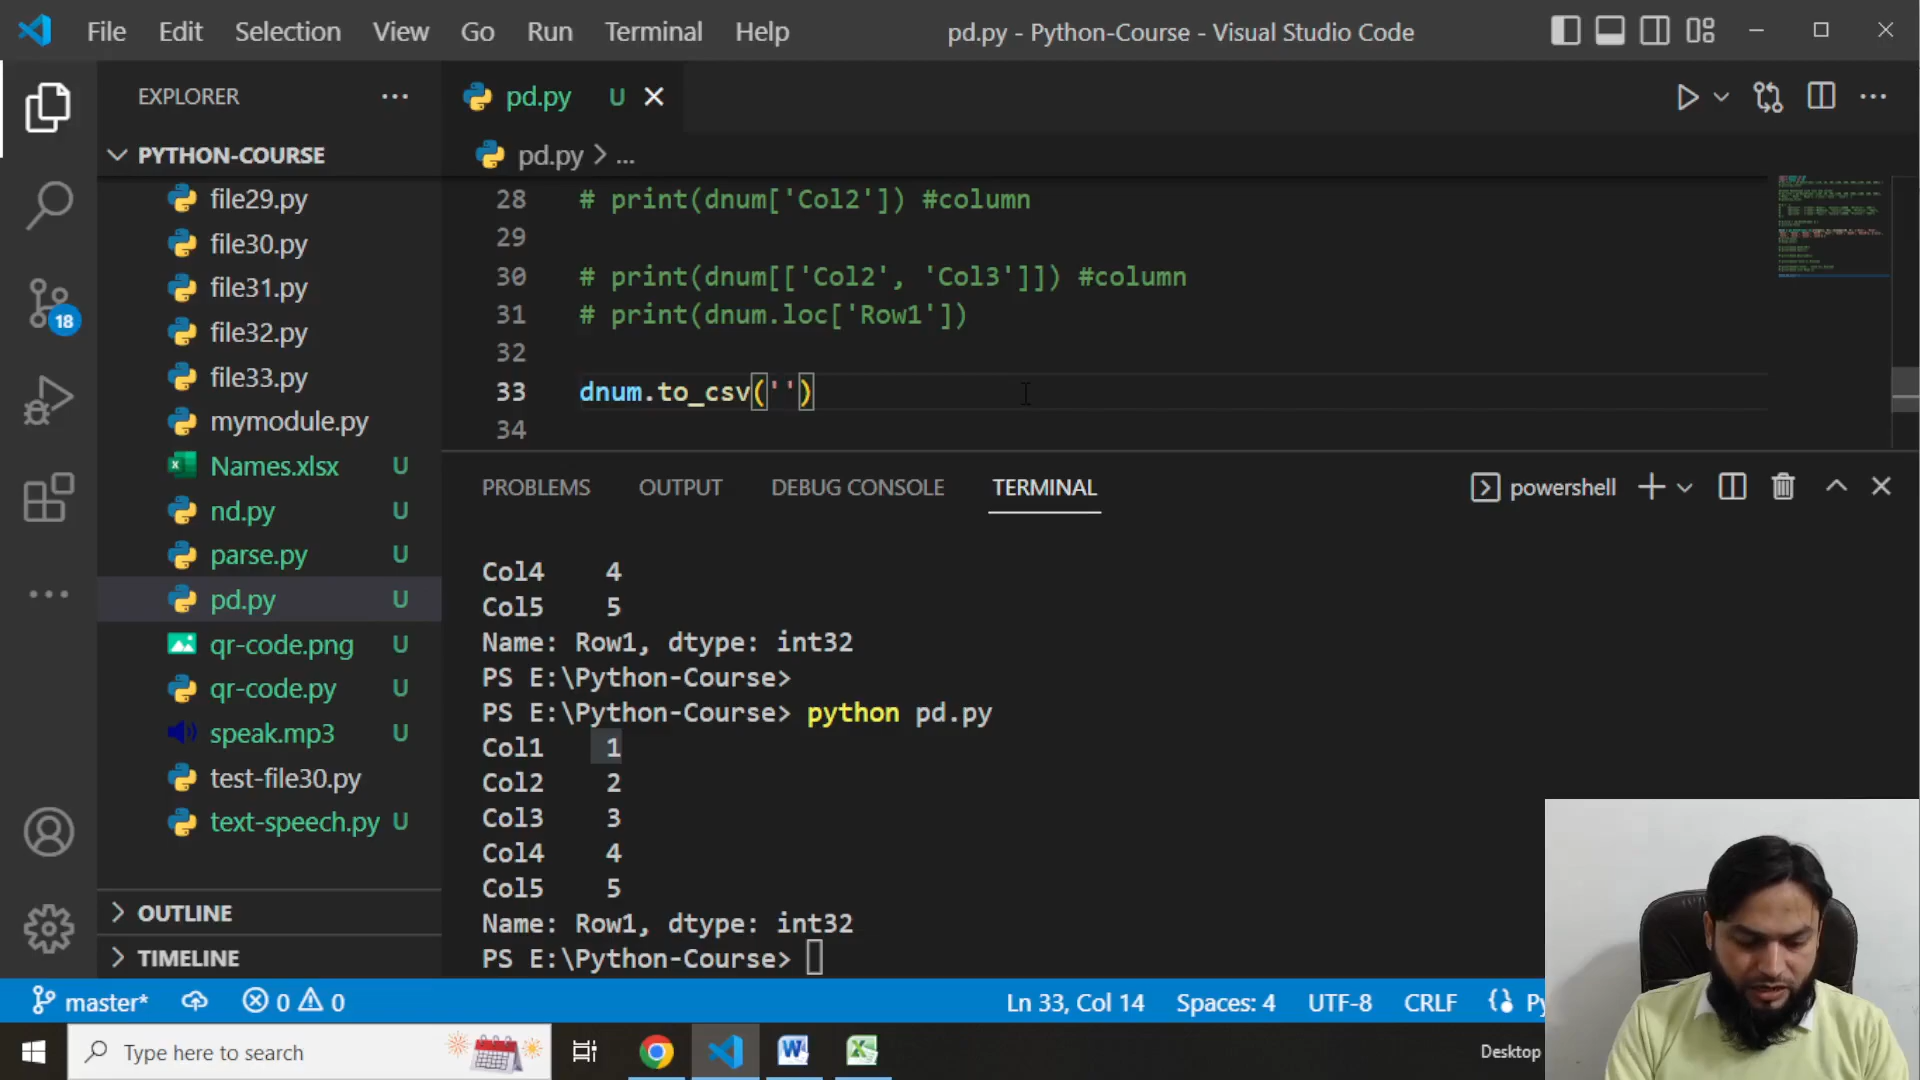 File Edit Selection View Go Run Terminal Help pd.py - Python-Course - Visual Studio Code
EXPLORER
PYTHON-COURSE
file29.py
file30.py
file31.py
file32.py
file33.py
mymodule.py
Names.xlsx U
nd.py U
parse.py U
pd.py U
qr-code.png U
qr-code.py U
speak.mp3 U
test-file30.py
text-speech.py U
OUTLINE
TIMELINE
18
pd.py U
pd.py > ...
28 # print(dnum['Col2']) #column
29
30 # print(dnum[['Col2', 'Col3']]) #column
31 # print(dnum.loc['Row1'])
32
33 dnum.to_csv('')
34
PROBLEMS OUTPUT DEBUG CONSOLE TERMINAL powershell
Col4 4
Col5 5
Name: Row1, dtype: int32
PS E:\Python-Course>
PS E:\Python-Course> python pd.py
Col1 1
Col2 2
Col3 3
Col4 4
Col5 5
Name: Row1, dtype: int32
PS E:\Python-Course>
master* 0 0 Ln 33, Col 14 Spaces: 4 UTF-8 CRLF Py
Type here to search Desktop